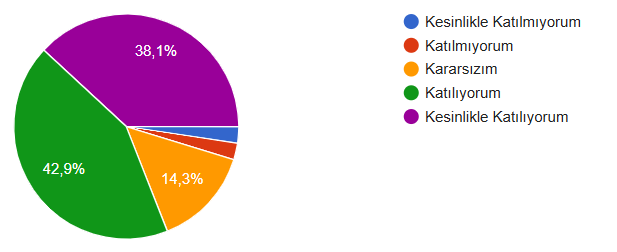 38,1%
42,9%
14,3%
Kesinlikle Katılmıyorum
Katılmıyorum
Kararsızım
Katılıyorum
Kesinlikle Katılıyorum